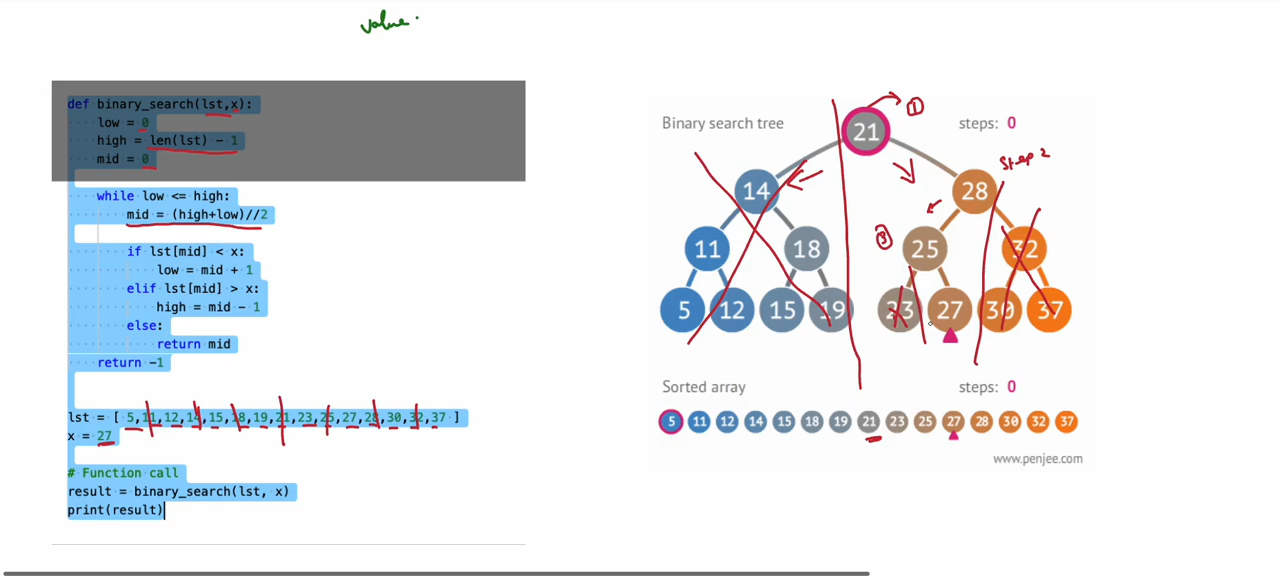 value.
def binary_search(lst,x):
low = 0
high = len(lst) - 1
mid = 0
while low <= high:
mid = (high+low)//2
if lst[mid] < x:
low = mid + 1
elif lst[mid] > x:
high = mid - 1
else:
return mid
return -1
lst = [ 5,11,12,14,15,18,19,21,23,25,27,28,30,32,37 ]
x = 27
# Function call
result = binary_search(lst, x)
print(result)
Binary search tree
steps: 0
1
21
Step 2
14
28
3
11
18
25
32
5
12
15
19
23
27
30
37
Sorted array
steps: 0
5 11 12 14 15 18 19 21 23 25 27 28 30 32 37
www.penjee.com